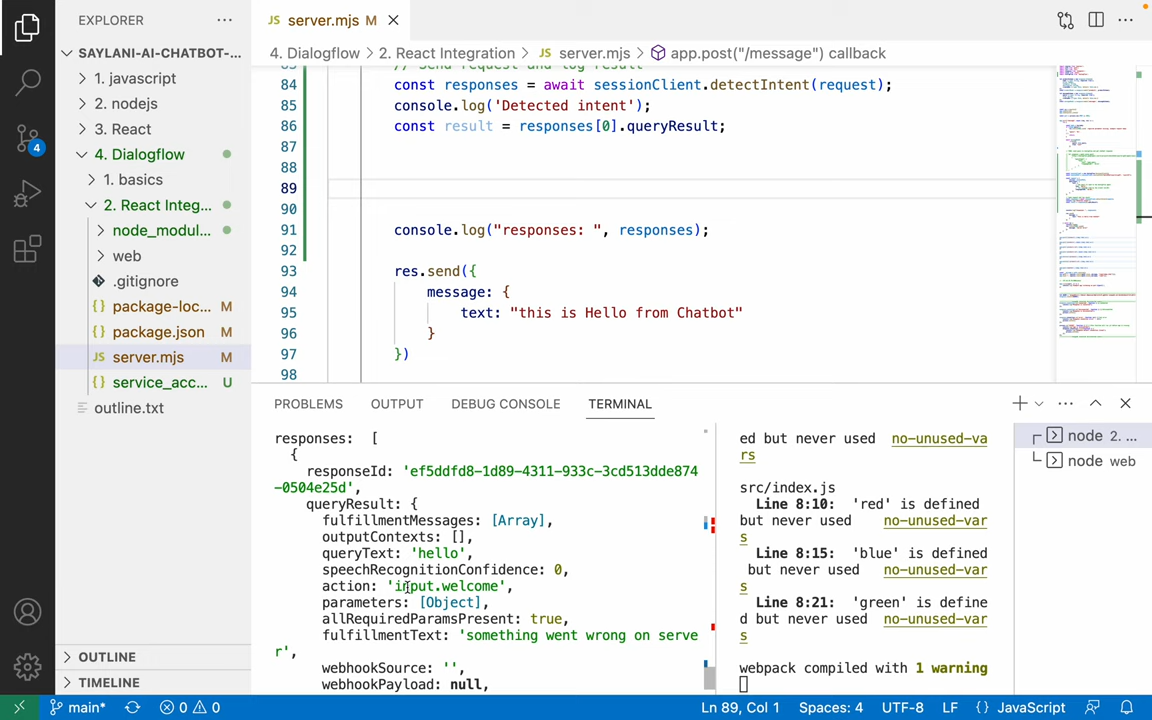 EXPLORER
SAYLANI-AI-CHATBOT-...
1. javascript
2. nodejs
3. React
4. Dialogflow
1. basics
2. React Integ...
node_modul...
web
.gitignore
package-loc... M
package.json M
JS server.mjs M
service_acc... U
outline.txt
OUTLINE
TIMELINE
4
JS server.mjs M
4. Dialogflow > 2. React Integration > JS server.mjs > app.post("/message") callback
84 const responses = await sessionClient.detectIntent(request);
85 console.log('Detected intent');
86 const result = responses[0].queryResult;
87
88
89
90
91 console.log("responses: ", responses);
92
93 res.send({
94 message: {
95 text: "this is Hello from Chatbot"
96 }
97 })
98
PROBLEMS OUTPUT DEBUG CONSOLE TERMINAL
responses: [
{
responseId: 'ef5ddfd8-1d89-4311-933c-3cd513dde874
-0504e25d',
queryResult: {
fulfillmentMessages: [Array],
outputContexts: [],
queryText: 'hello',
speechRecognitionConfidence: 0,
action: 'input.welcome',
parameters: [Object],
allRequiredParamsPresent: true,
fulfillmentText: 'something went wrong on serve
r',
webhookSource: '',
webhookPayload: null,
ed but never used no-unused-va
rs
src/index.js
Line 8:10: 'red' is defined
but never used no-unused-var
s
Line 8:15: 'blue' is defined
but never used no-unused-var
s
Line 8:21: 'green' is define
d but never used no-unused-var
s
webpack compiled with 1 warning
node 2. ...
node web
main* 0 0 Ln 89, Col 1 Spaces: 4 UTF-8 LF {} JavaScript